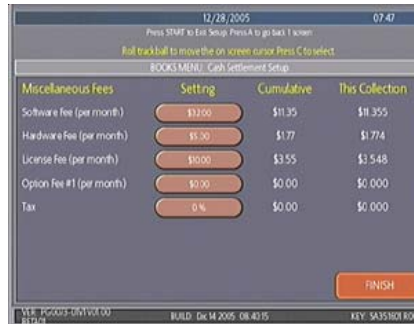 12/28/2005 07:47
Press START to Exit Setup. Press A to go back 1 screen
Roll trackball to move the on screen cursor. Press C to select.
BOOKS MENU: Cash Settlement Setup
Miscellaneous Fees Setting Cumulative This Collection
Software Fee (per month) $32.00 $11.35 $11.355
Hardware Fee (per month) $5.00 $1.77 $1.774
License Fee (per month) $10.00 $3.55 $3.548
Option Fee #1 (per month) $0.00 $0.00 $0.000
Tax 0 % $0.00 $0.000
FINISH
VER: BUILD: Dec 14 2005 08:40:15 KEY: